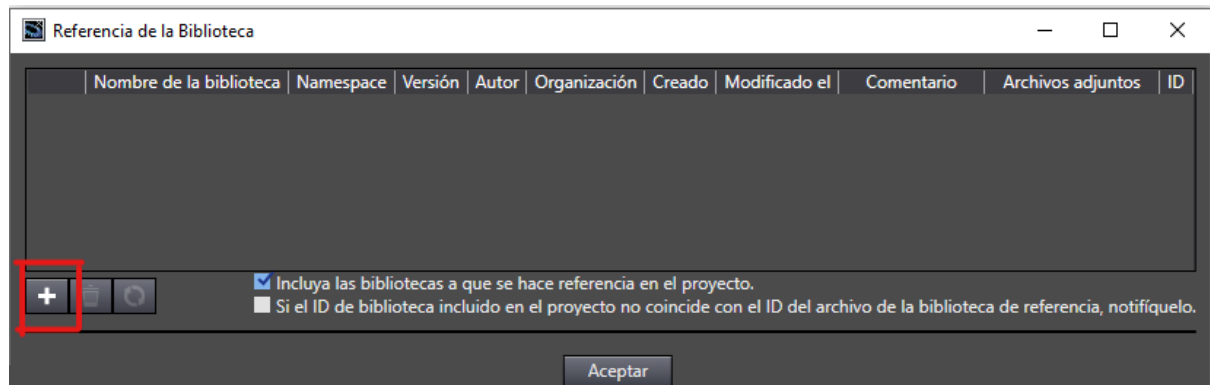 Referencia de la Biblioteca
Nombre de la biblioteca Namespace Versión Autor Organización Creado Modificado el Comentario Archivos adjuntos ID
Incluya las bibliotecas a que se hace referencia en el proyecto.
Si el ID de biblioteca incluido en el proyecto no coincide con el ID del archivo de la biblioteca de referencia, notifíquelo.
Aceptar